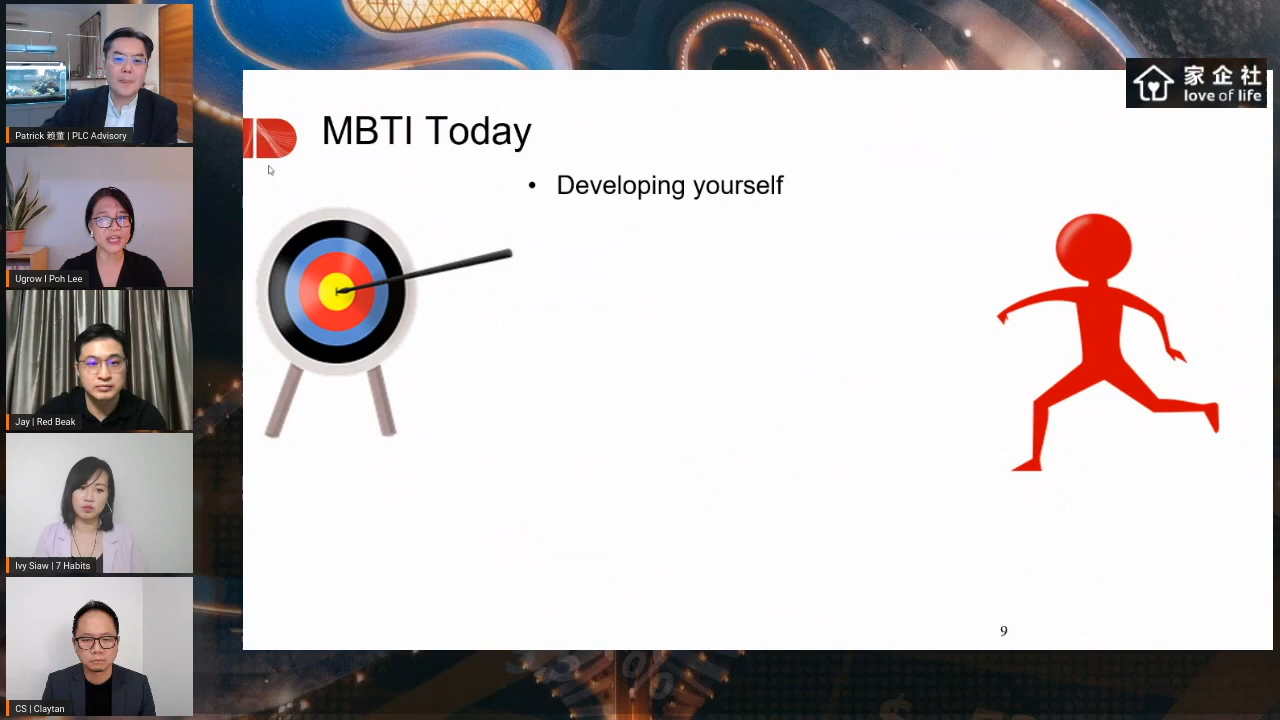 Patrick 赖董 | PLC Advisory
Ugrow I Poh Lee
Jay | Red Beak
Ivy Siaw | 7 Habits
CS | Claytan
家企社
love of life
MBTI Today
• Developing yourself
9